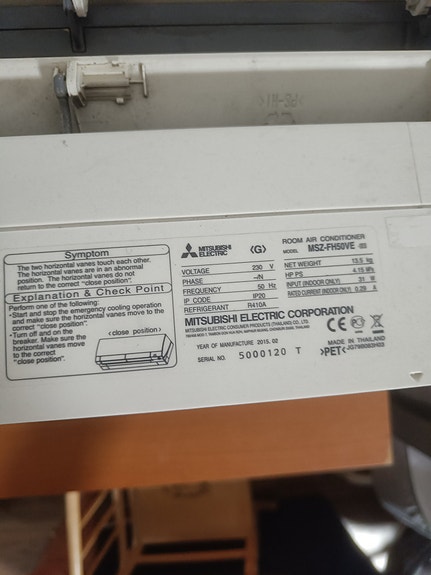 >PS-HI<
Symptom
The two horizontal vanes touch each other.
The horizontal vanes are in an abnormal
position. The horizontal vanes do not
return to the correct "close position".
Explanation & Check Point
Perform one of the following:
•Start and stop the emergency cooling operation
and make sure the horizontal vanes move to the
correct "close position".
•Turn off and on the
breaker. Make sure the
horizontal vanes move
to the correct
"close position".
<close position>
MITSUBISHI
ELECTRIC
<G>
ROOM AIR CONDITIONER
MODEL MSZ-FH50VE
VOLTAGE 230 V
PHASE ~/N
FREQUENCY 50 Hz
IP CODE IP20
REFRIGERANT R410A
NET WEIGHT 13.5 kg
HP PS 4.15 MPa
INPUT (INDOOR ONLY) 31 W
RATED CURRENT (INDOOR ONLY) 0.29 A
MITSUBISHI ELECTRIC CORPORATION
MITSUBISHI ELECTRIC CONSUMER PRODUCTS (THAILAND) CO., LTD
YEAR OF MANUFACTURE 2015.02
SERIAL NO. 5000120 T
CE
MADE IN THAILAND
>PET<